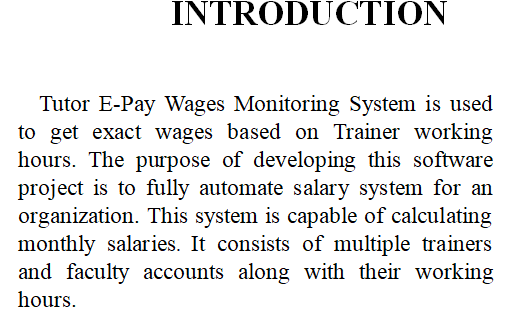 INTRODUCTION
Tutor E-Pay Wages Monitoring System is used
to get exact wages based on Trainer working
hours. The purpose of developing this software
project is to fully automate salary system for an
organization. This system is capable of calculating
monthly salaries. It consists of multiple trainers
and faculty accounts along with their working
hours.